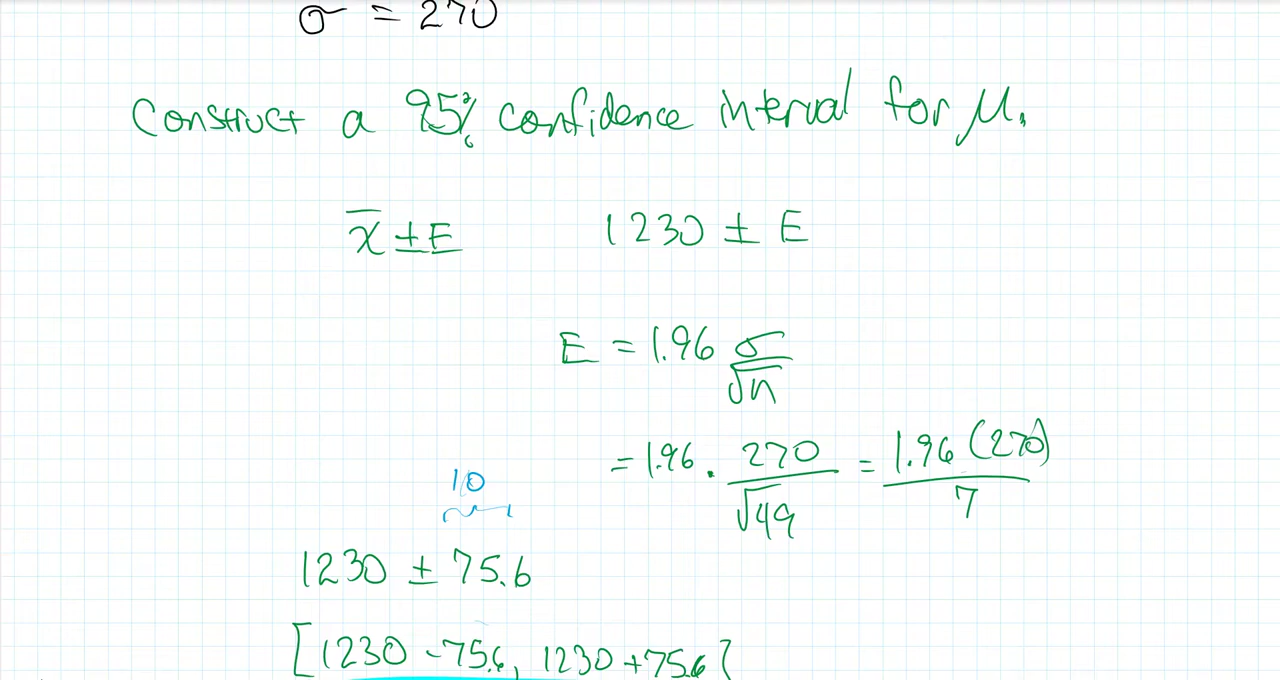 σ = 270
Construct a 95% confidence interval for μ.
x̄ ± E 1230 ± E
E = 1.96 σ/√n
= 1.96 · 270/√49 = 1.96 (270)/7
10
1230 ± 75.6
[1230 - 75.6, 1230 + 75.6]